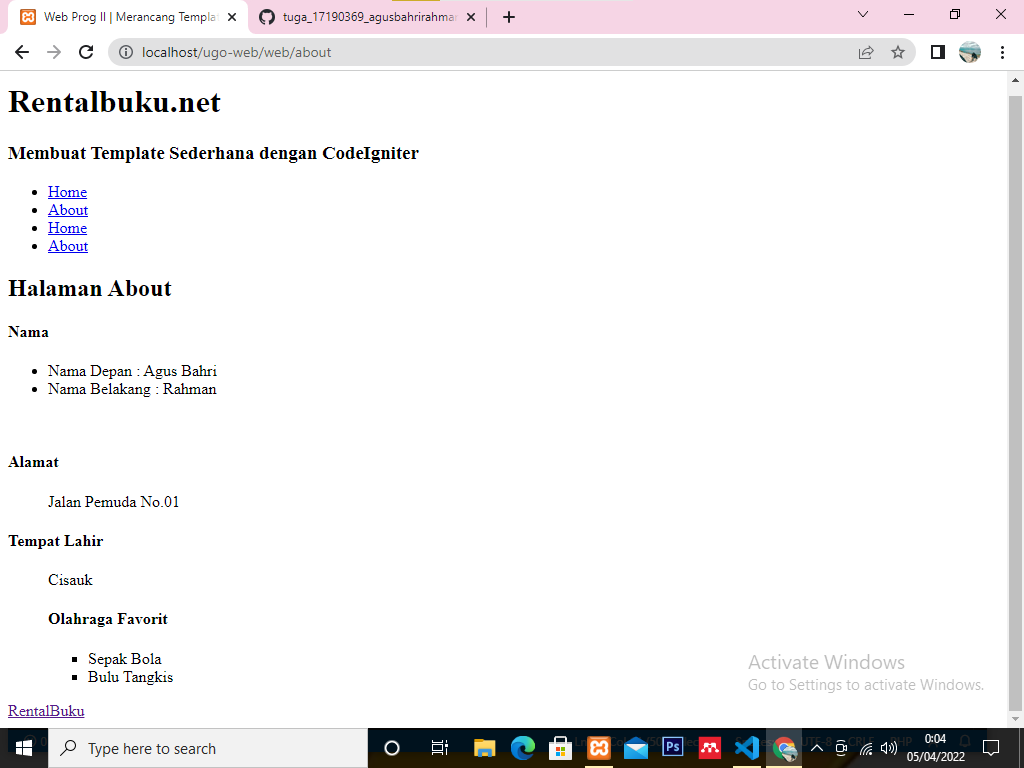 Web Prog II | Merancang Templat
tuga_17190369_agusbahrirahmar
localhost/ugo-web/web/about
Rentalbuku.net
Membuat Template Sederhana dengan CodeIgniter
Home
About
Home
About
Halaman About
Nama
Nama Depan : Agus Bahri
Nama Belakang : Rahman
Alamat
Jalan Pemuda No.01
Tempat Lahir
Cisauk
Olahraga Favorit
Sepak Bola
Bulu Tangkis
Activate Windows
Go to Settings to activate Windows.
RentalBuku
Type here to search
Ps
0:04
05/04/2022